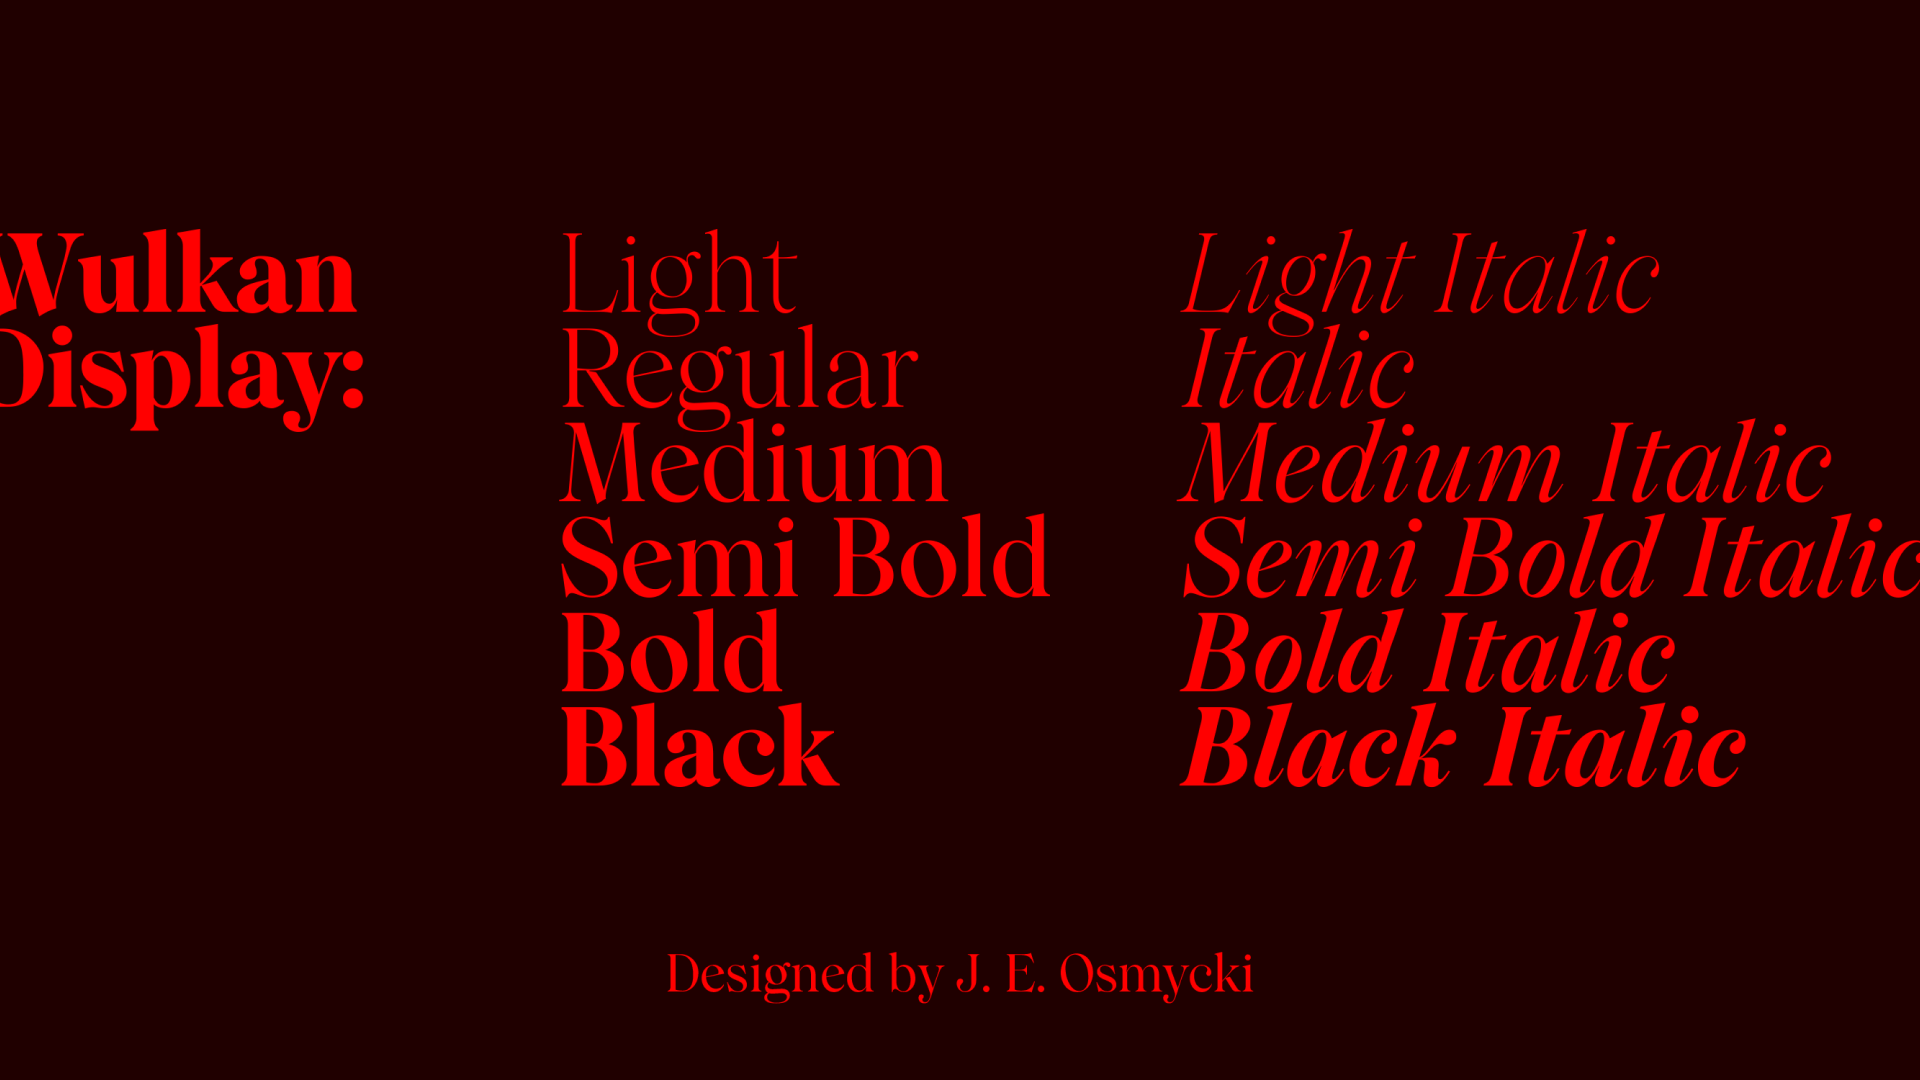 Wulkan
Display:
Light
Regular
Medium
Semi Bold
Bold
Black
Light Italic
Italic
Medium Italic
Semi Bold Italic
Bold Italic
Black Italic
Designed by J. E. Osmycki